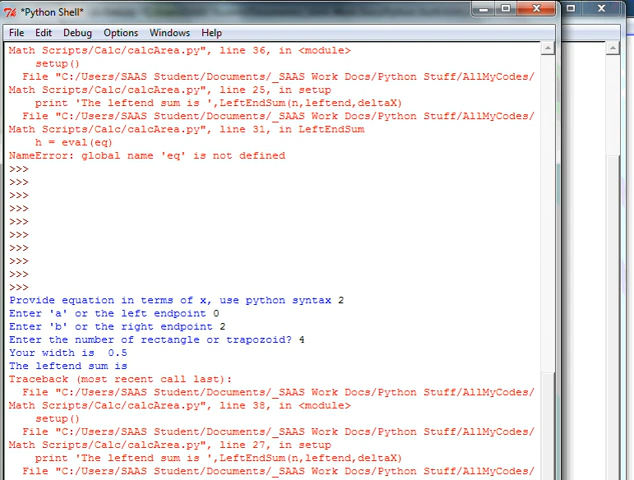 *Python Shell*
File Edit Debug Options Windows Help
Math Scripts/Calc/calcArea.py", line 36, in <module>
setup()
File "C:/Users/SAAS Student/Documents/_SAAS Work Docs/Python Stuff/AllMyCodes/
Math Scripts/Calc/calcArea.py", line 25, in setup
print 'The leftend sum is ',LeftEndSum(n,leftend,deltaX)
File "C:/Users/SAAS Student/Documents/_SAAS Work Docs/Python Stuff/AllMyCodes/
Math Scripts/Calc/calcArea.py", line 31, in LeftEndSum
h = eval(eq)
NameError: global name 'eq' is not defined
>>>
>>>
>>>
>>>
>>>
>>>
>>>
>>>
>>>
>>>
Provide equation in terms of x, use python syntax 2
Enter 'a' or the left endpoint 0
Enter 'b' or the right endpoint 2
Enter the number of rectangle or trapozoid? 4
Your width is  0.5
The leftend sum is
Traceback (most recent call last):
File "C:/Users/SAAS Student/Documents/_SAAS Work Docs/Python Stuff/AllMyCodes/
Math Scripts/Calc/calcArea.py", line 38, in <module>
setup()
File "C:/Users/SAAS Student/Documents/_SAAS Work Docs/Python Stuff/AllMyCodes/
Math Scripts/Calc/calcArea.py", line 27, in setup
print 'The leftend sum is ',LeftEndSum(n,leftend,deltaX)
File "C:/Users/SAAS Student/Documents/_SAAS Work Docs/Python Stuff/AllMyCodes/